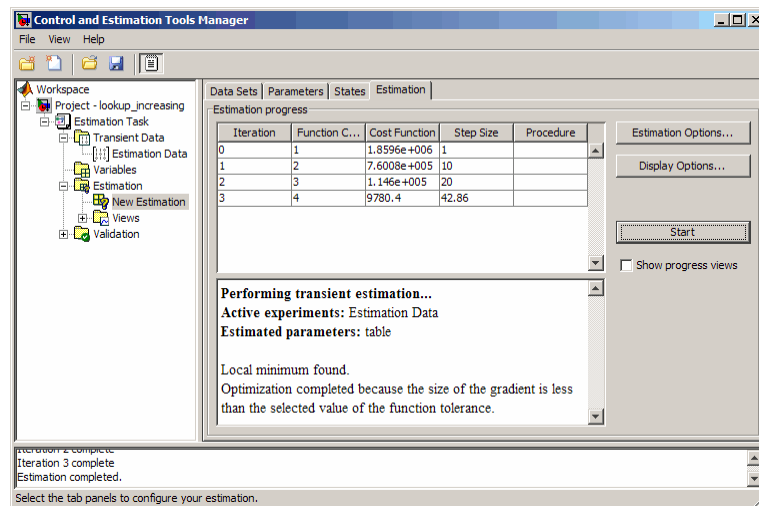 Control and Estimation Tools Manager
File View Help
Workspace
Project - lookup_increasing
Estimation Task
Transient Data
Estimation Data
Variables
Estimation
New Estimation
Views
Validation
Data Sets Parameters States Estimation
Estimation progress
Iteration Function C... Cost Function Step Size Procedure
0 1 1.8596e+006 1
1 2 7.6008e+005 10
2 3 1.146e+005 20
3 4 9780.4 42.86
Estimation Options...
Display Options...
Start
Show progress views
Performing transient estimation...
Active experiments: Estimation Data
Estimated parameters: table
Local minimum found.
Optimization completed because the size of the gradient is less
than the selected value of the function tolerance.
Iteration 2 complete
Iteration 3 complete
Estimation completed.
Select the tab panels to configure your estimation.